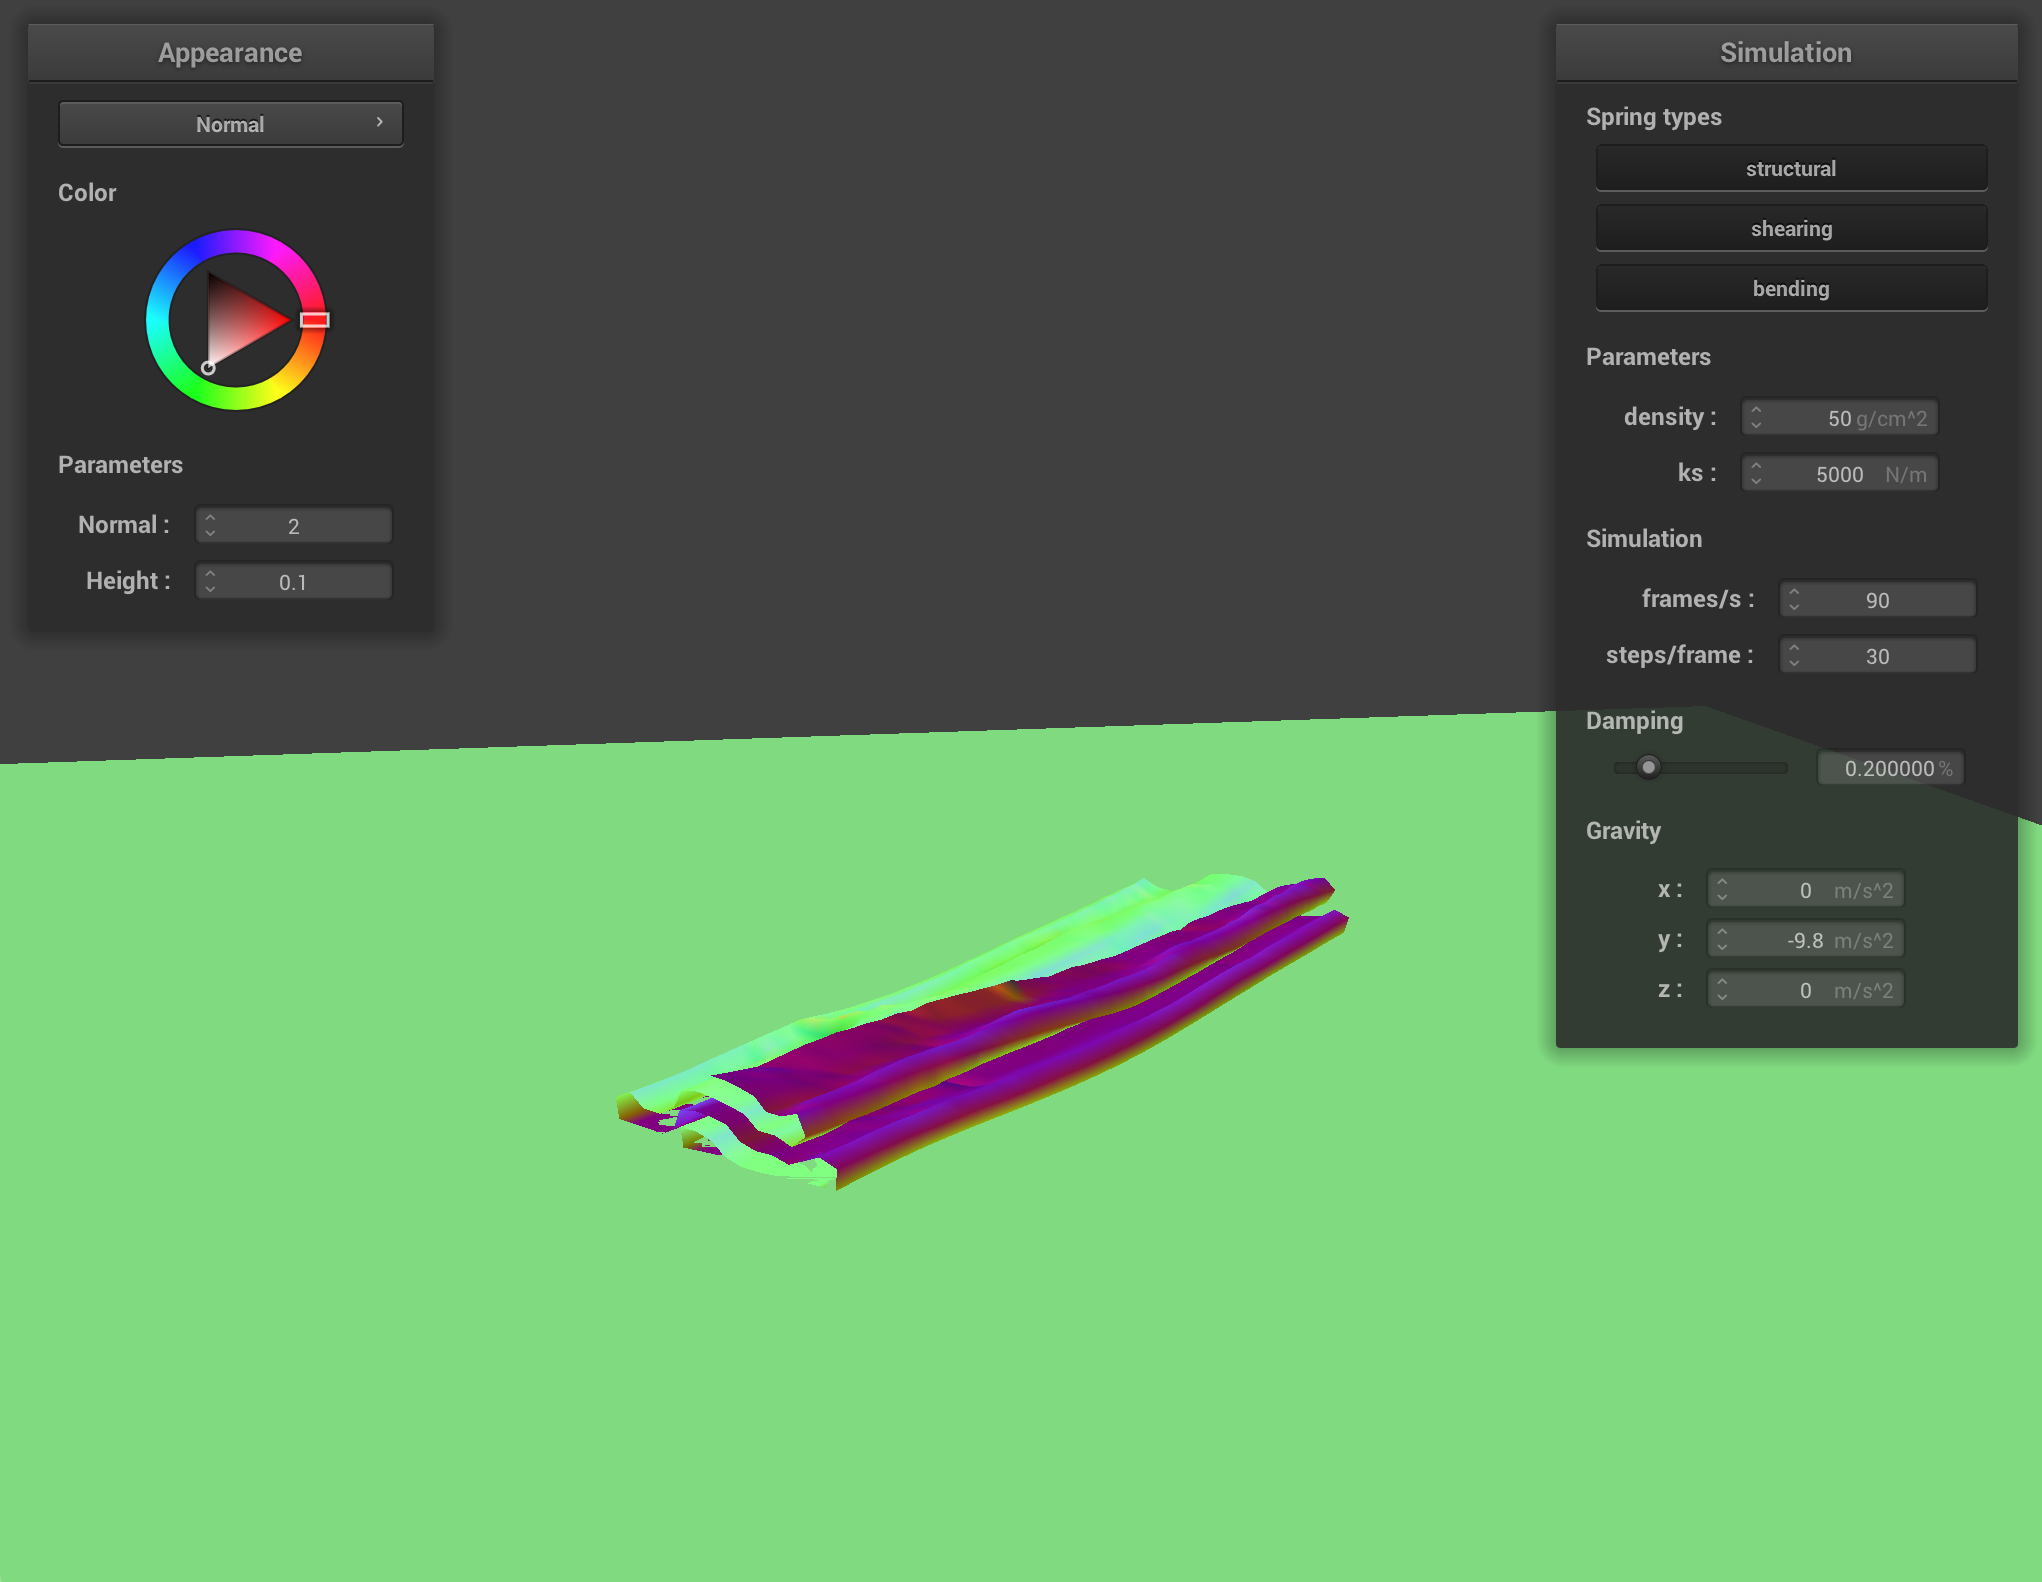 Appearance
Normal
Color
Parameters
Normal : 2
Height : 0.1
Simulation
Spring types
structural
shearing
bending
Parameters
density : 50 g/cm^2
ks : 5000 N/m
Simulation
frames/s : 90
steps/frame : 30
Damping
0.200000 %
Gravity
x : 0 m/s^2
y : -9.8 m/s^2
z : 0 m/s^2